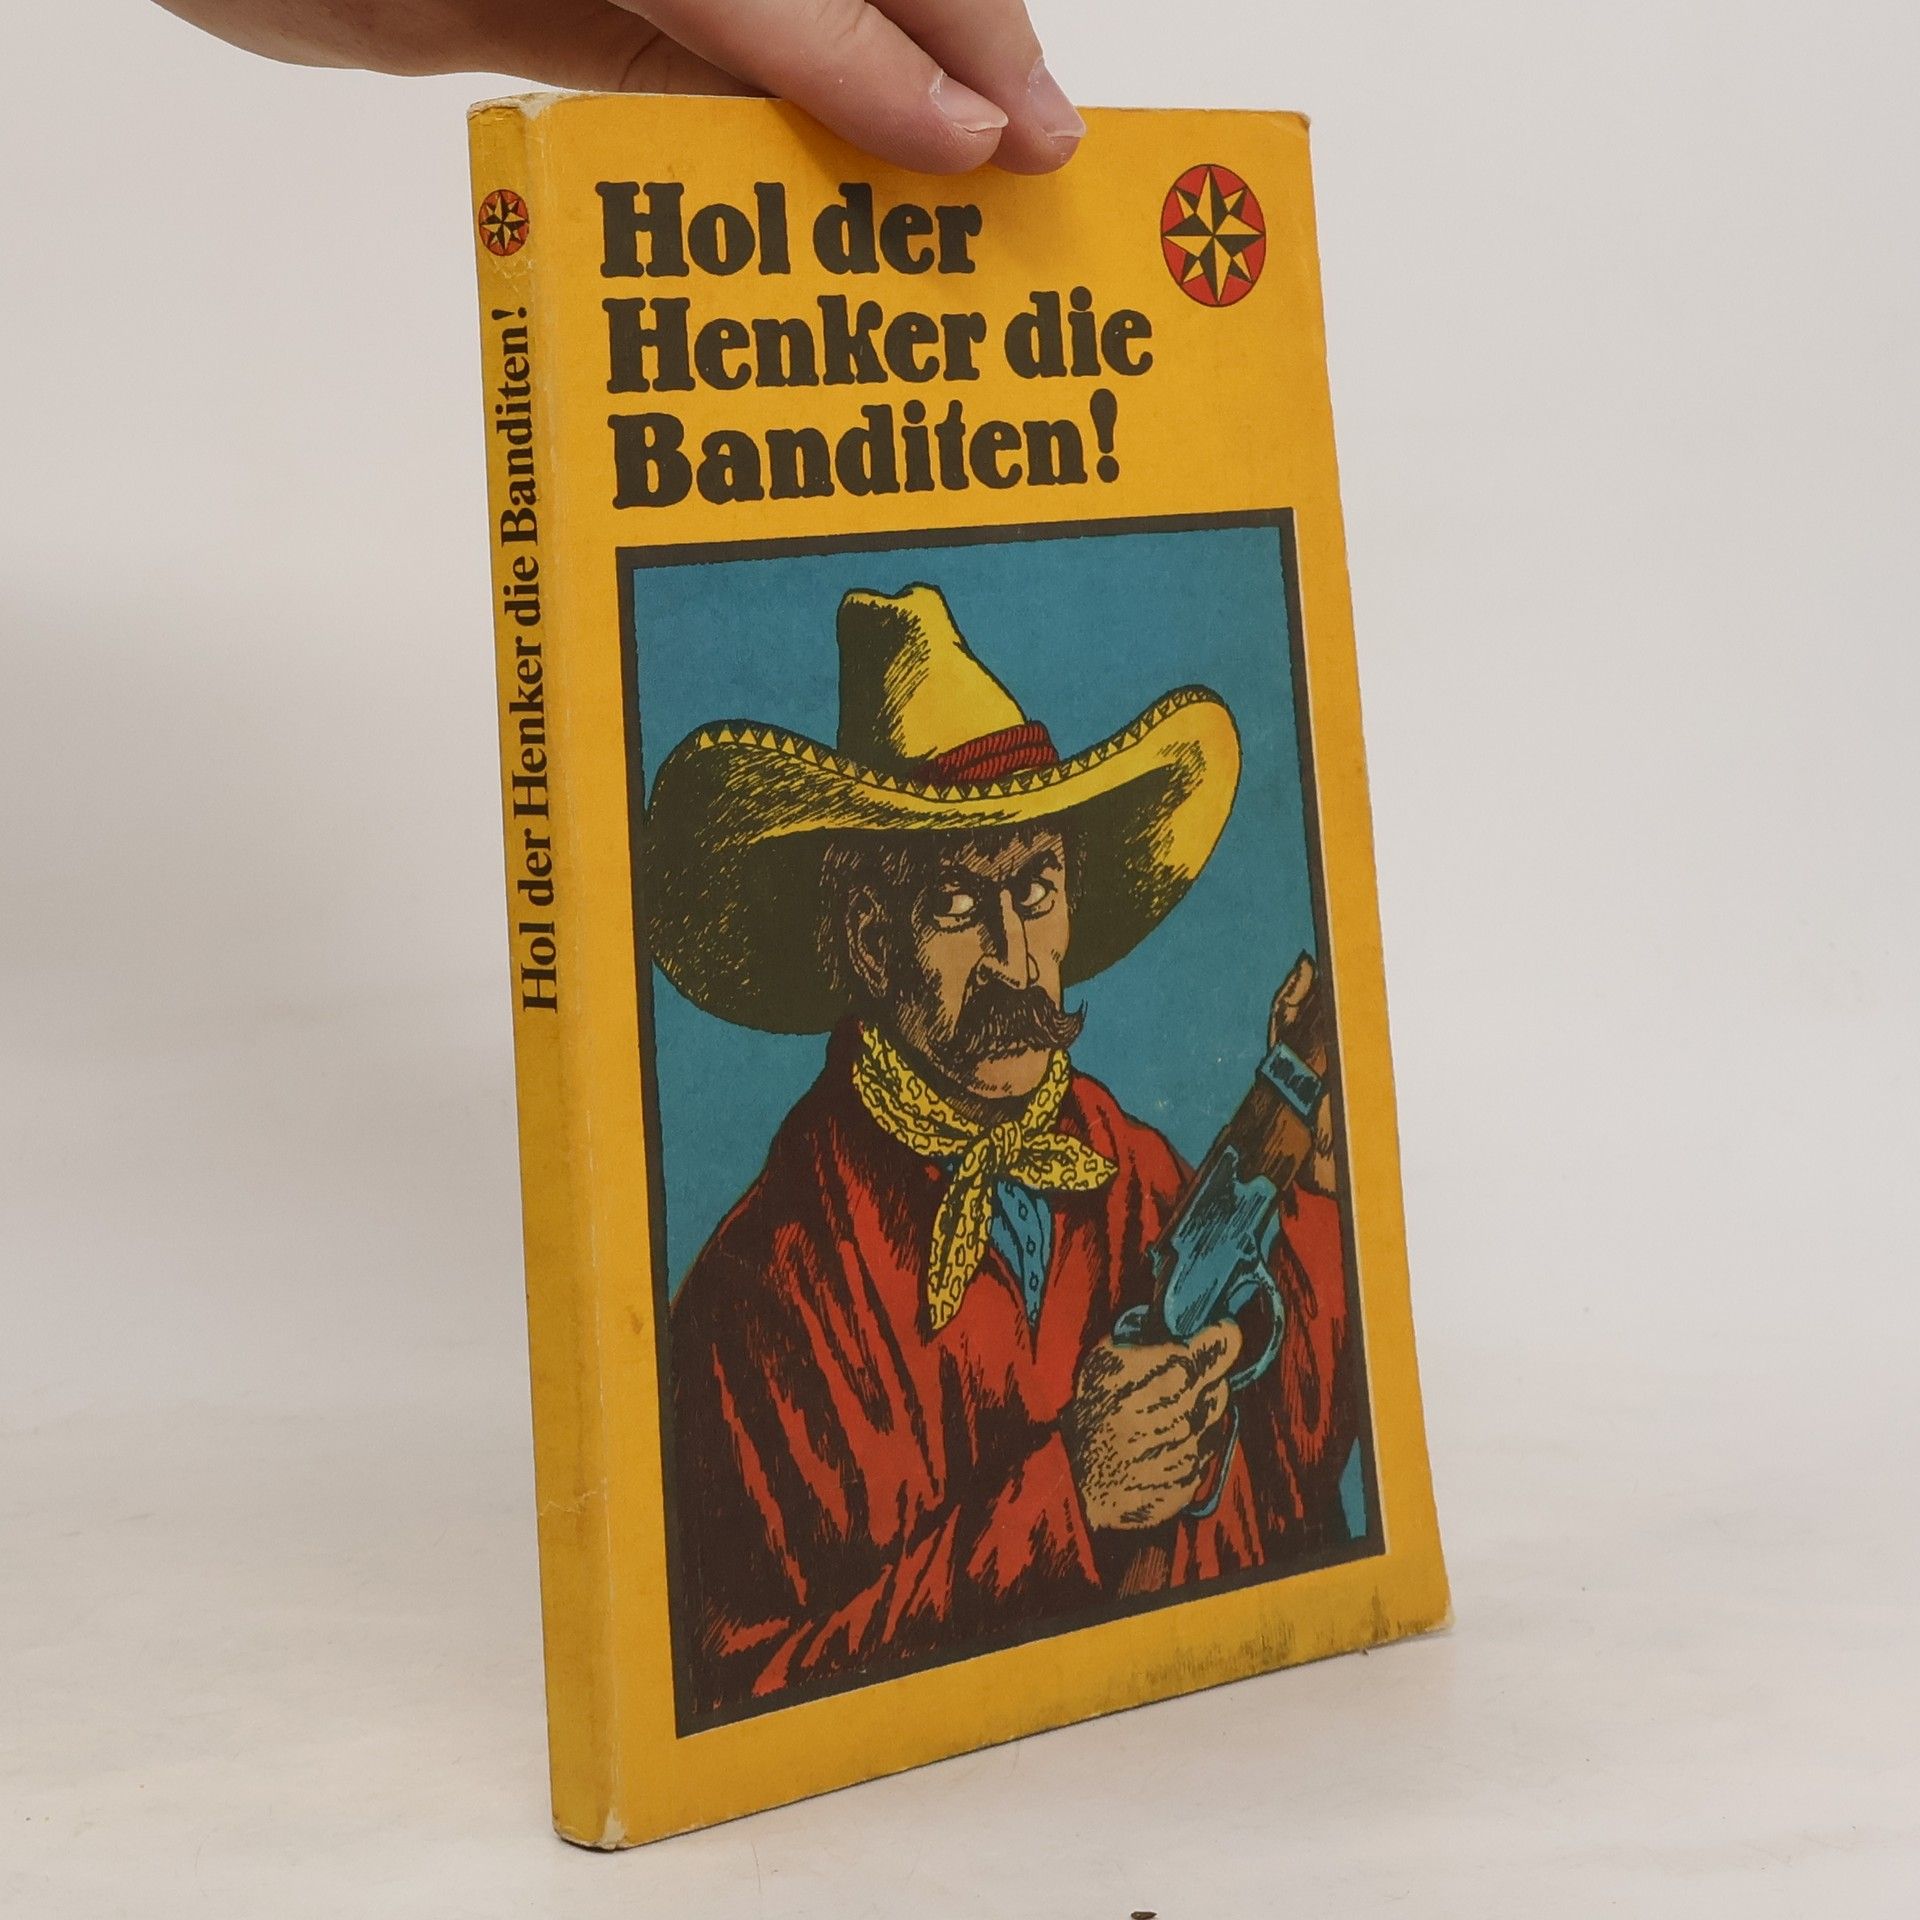 Hol der
Henker die
Banditen!
Hol der Henker die Banditen!